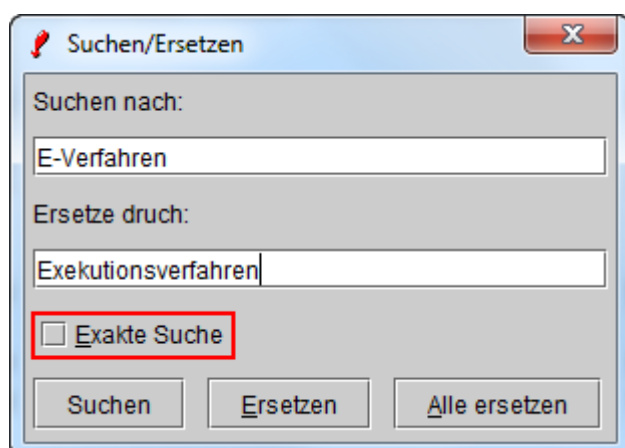 Suchen/Ersetzen
Suchen nach:
E-Verfahren
Ersetze druch:
Exekutionsverfahren
Exakte Suche
Suchen Ersetzen Alle ersetzen